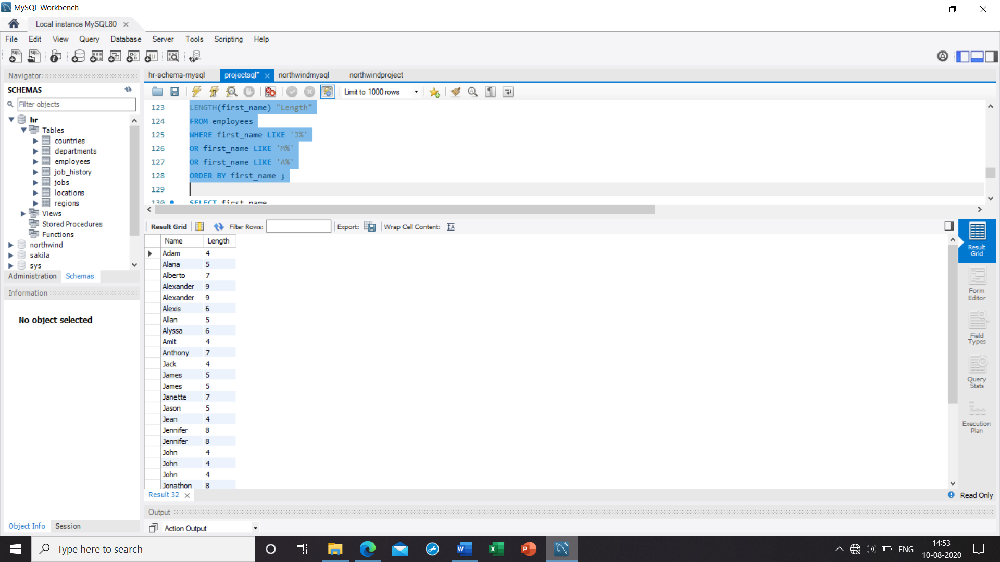 MySQL Workbench
Local instance MySQL80
File Edit View Query Database Server Tools Scripting Help
Navigator
SCHEMAS
Filter objects
hr
Tables
countries
departments
employees
job_history
jobs
locations
regions
Views
Stored Procedures
Functions
northwind
sakila
sys
Administration Schemas
Information
No object selected
Object Info Session
hr-schema-mysql projectsql* northwindmysql northwindproject
Limit to 1000 rows
123 LENGTH(first_name) "Length"
124 FROM employees
125 WHERE first_name LIKE 'J%'
126 OR first_name LIKE 'M%'
127 OR first_name LIKE 'A%'
128 ORDER BY first_name ;
129
130 SELECT first_name
Result Grid Filter Rows: Export: Wrap Cell Content:
Name Length
Adam 4
Alana 5
Alberto 7
Alexander 9
Alexander 9
Alexis 6
Allan 5
Alyssa 6
Amit 4
Anthony 7
Jack 4
James 5
James 5
Janette 7
Jason 5
Jean 4
Jennifer 8
Jennifer 8
John 4
John 4
John 4
Jonathon 8
Result Grid
Form Editor
Field Types
Query Stats
Execution Plan
Result 32
Read Only
Output
Action Output
Type here to search
ENG
14:53
10-08-2020